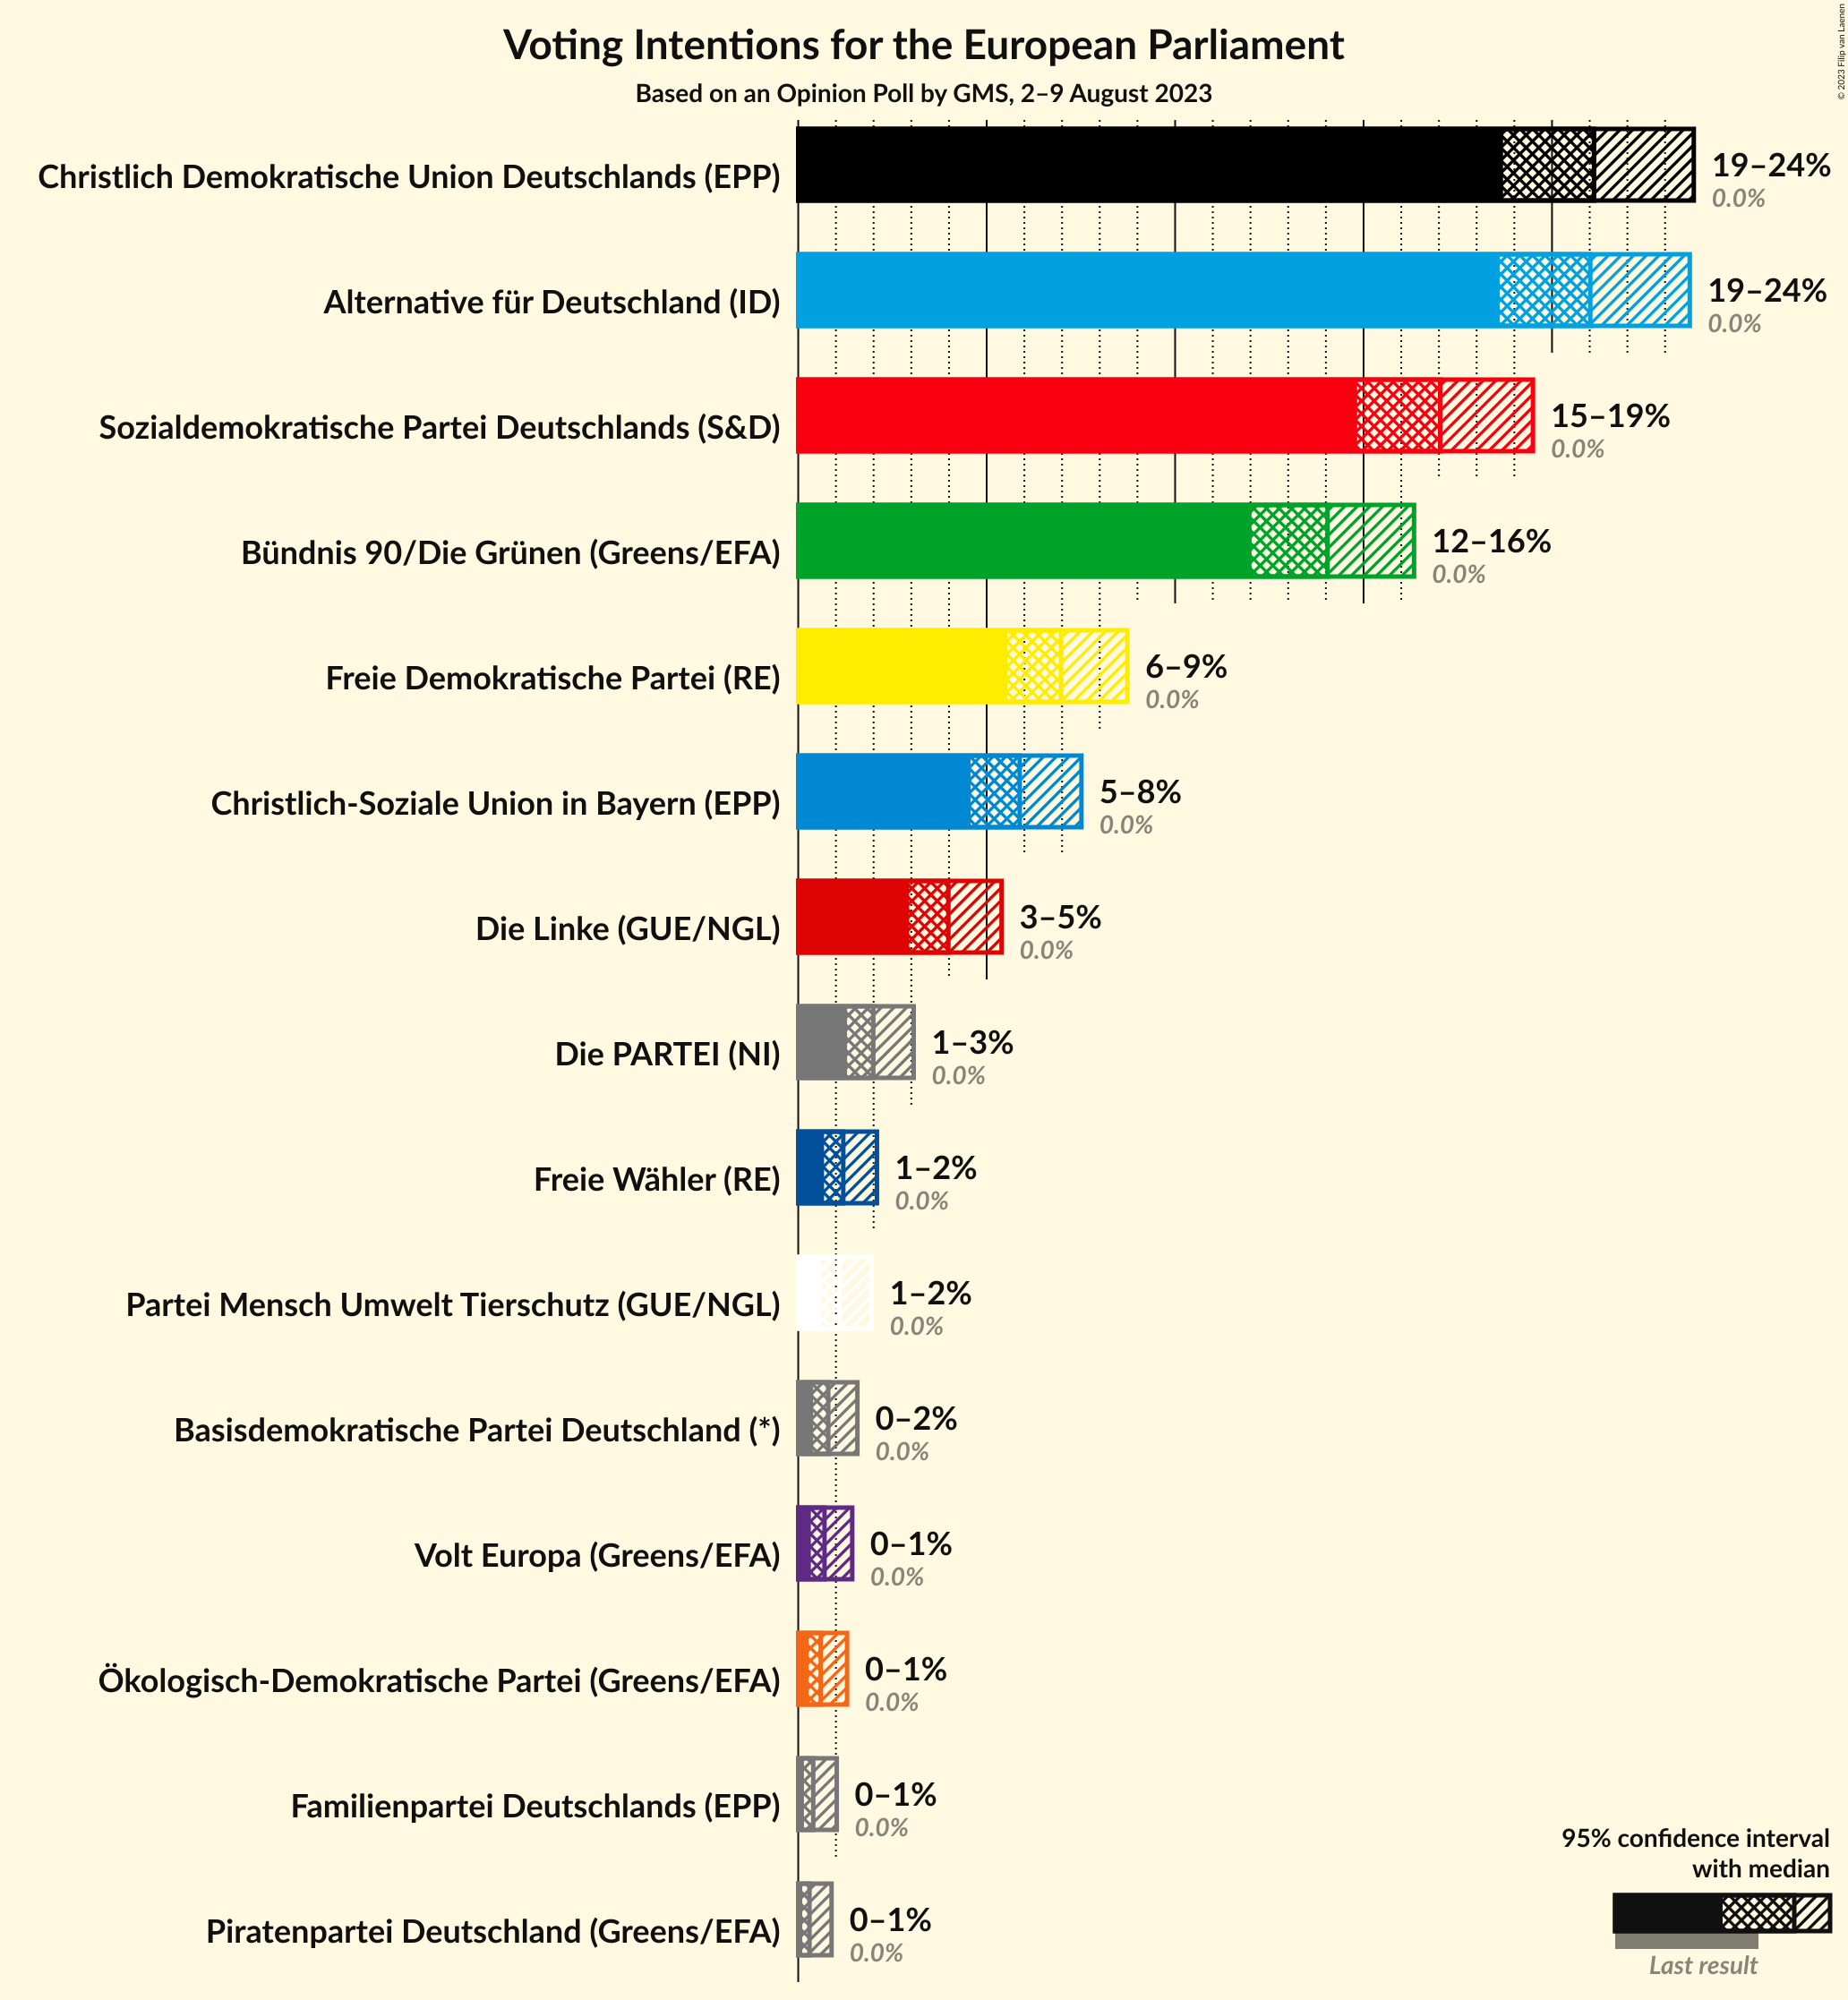 Voting Intentions for the European Parliament
Based on an Opinion Poll by GMS, 2–9 August 2023
© 2023 Filip van Laenen
Christlich Demokratische Union Deutschlands (EPP)
19–24%
0.0%
Alternative für Deutschland (ID)
19–24%
0.0%
Sozialdemokratische Partei Deutschlands (S&D)
15–19%
0.0%
Bündnis 90/Die Grünen (Greens/EFA)
12–16%
0.0%
Freie Demokratische Partei (RE)
6–9%
0.0%
Christlich-Soziale Union in Bayern (EPP)
5–8%
0.0%
Die Linke (GUE/NGL)
3–5%
0.0%
Die PARTEI (NI)
1–3%
0.0%
Freie Wähler (RE)
1–2%
0.0%
Partei Mensch Umwelt Tierschutz (GUE/NGL)
1–2%
0.0%
Basisdemokratische Partei Deutschland (*)
0–2%
0.0%
Volt Europa (Greens/EFA)
0–1%
0.0%
Ökologisch-Demokratische Partei (Greens/EFA)
0–1%
0.0%
Familienpartei Deutschlands (EPP)
0–1%
0.0%
Piratenpartei Deutschland (Greens/EFA)
0–1%
0.0%
95% confidence interval
with median
Last result